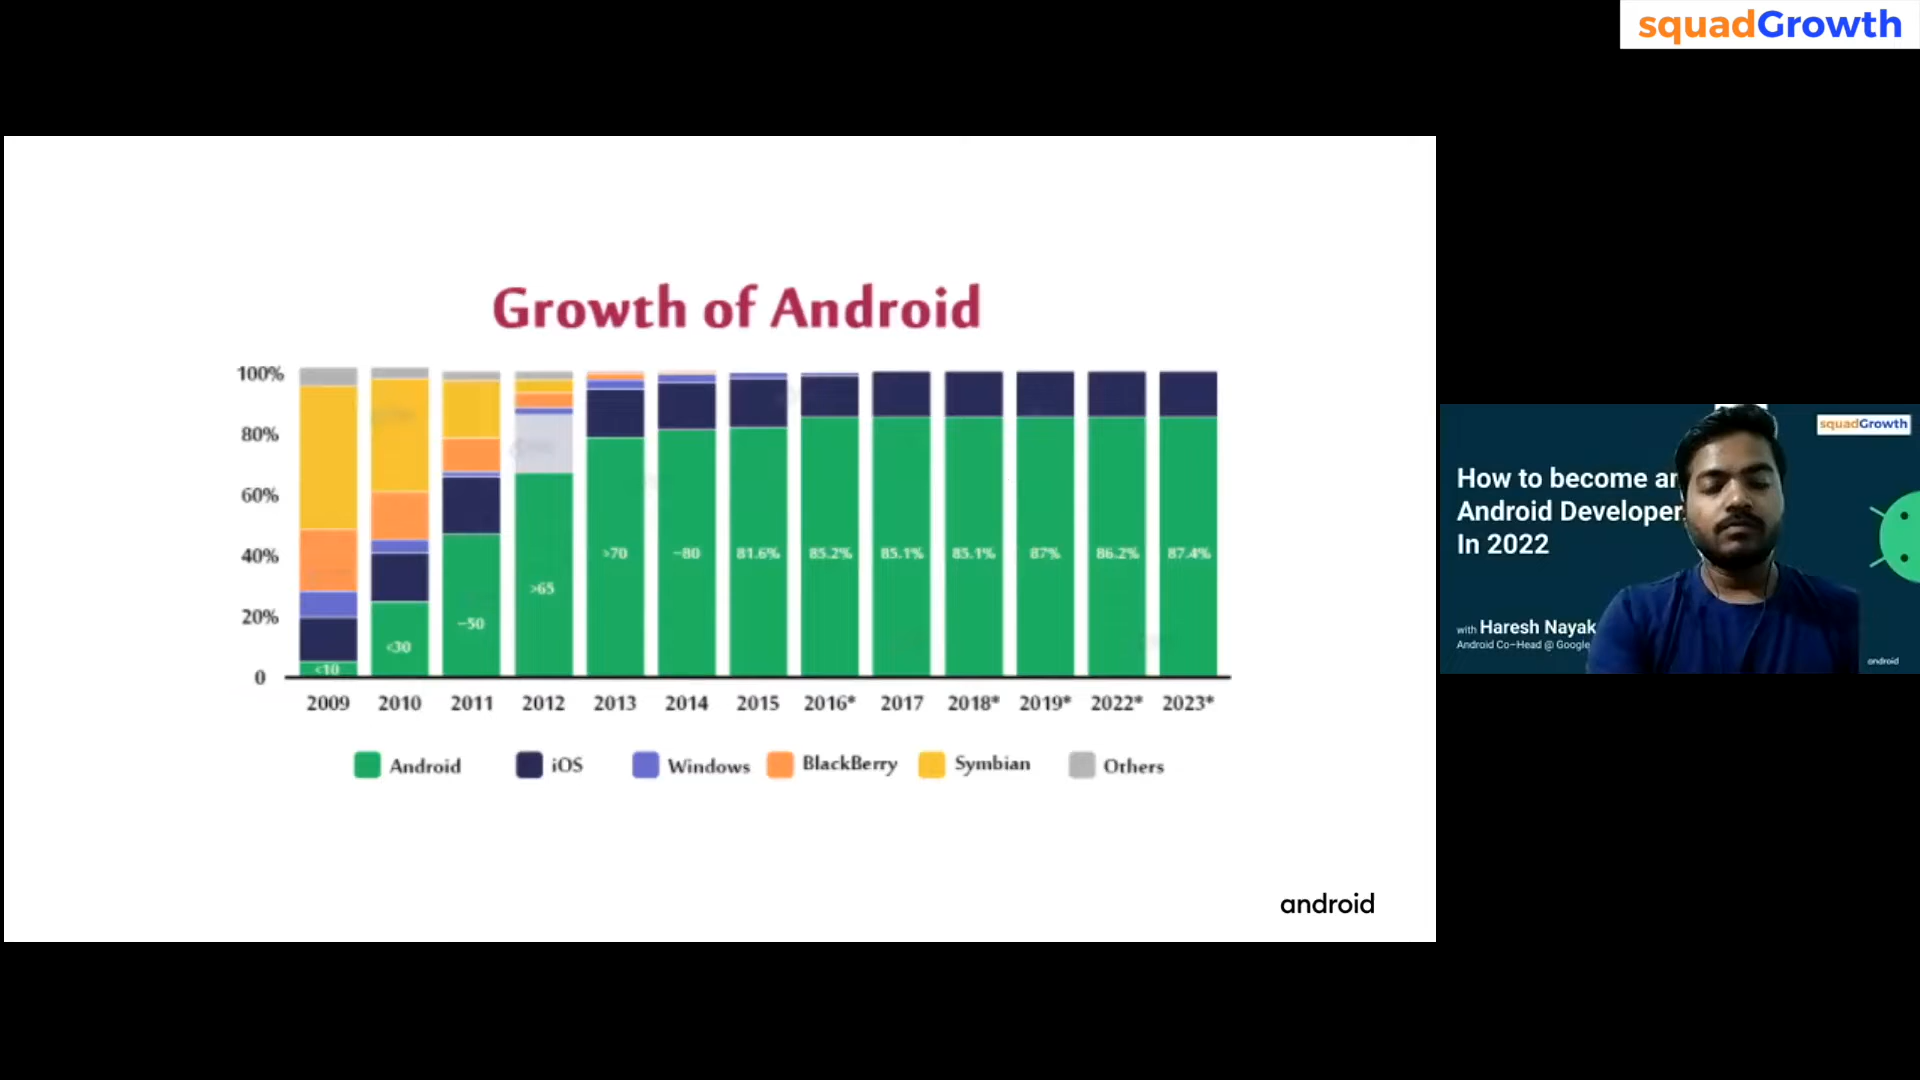 squadGrowth
Growth of Android
100%
80%
60%
40%
20%
0
<10
<30
~50
>65
>70
~80
81.6%
85.2%
85.1%
85.1%
87%
86.2%
87.4%
2009 2010 2011 2012 2013 2014 2015 2016* 2017 2018* 2019* 2022* 2023*
Android iOS Windows BlackBerry Symbian Others
android
squadGrowth
How to become an
Android Developer
In 2022
with Haresh Nayak
Android Co-Head @ Google
android